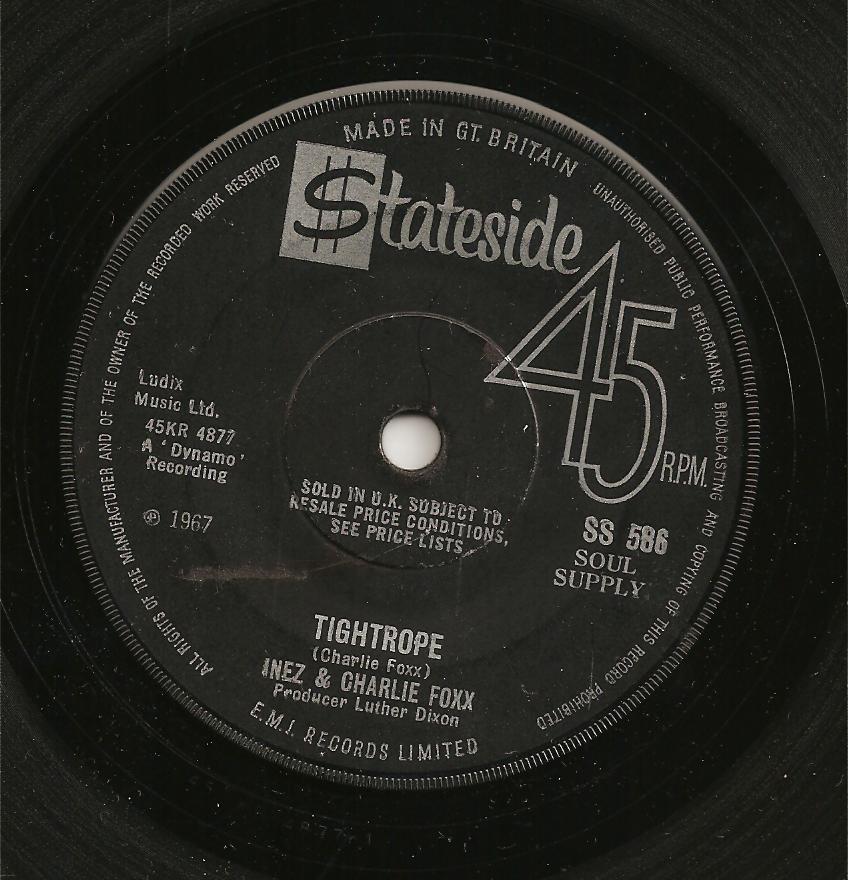 MADE IN GT. BRITAIN
$tateside
45 R.P.M.
UNAUTHORISED PUBLIC PERFORMANCE BROADCASTING AND COPYING OF THIS RECORD PROHIBITED
ALL RIGHTS OF THE MANUFACTURER AND OF THE OWNER OF THE RECORDED WORK RESERVED
Ludix
Music Ltd.
45KR 4877
A 'Dynamo'
Recording
℗ 1967
SOLD IN U.K. SUBJECT TO
RESALE PRICE CONDITIONS,
SEE PRICE LISTS
SS 586
SOUL
SUPPLY
TIGHTROPE
(Charlie Foxx)
INEZ & CHARLIE FOXX
Producer Luther Dixon
E.M.I. RECORDS LIMITED